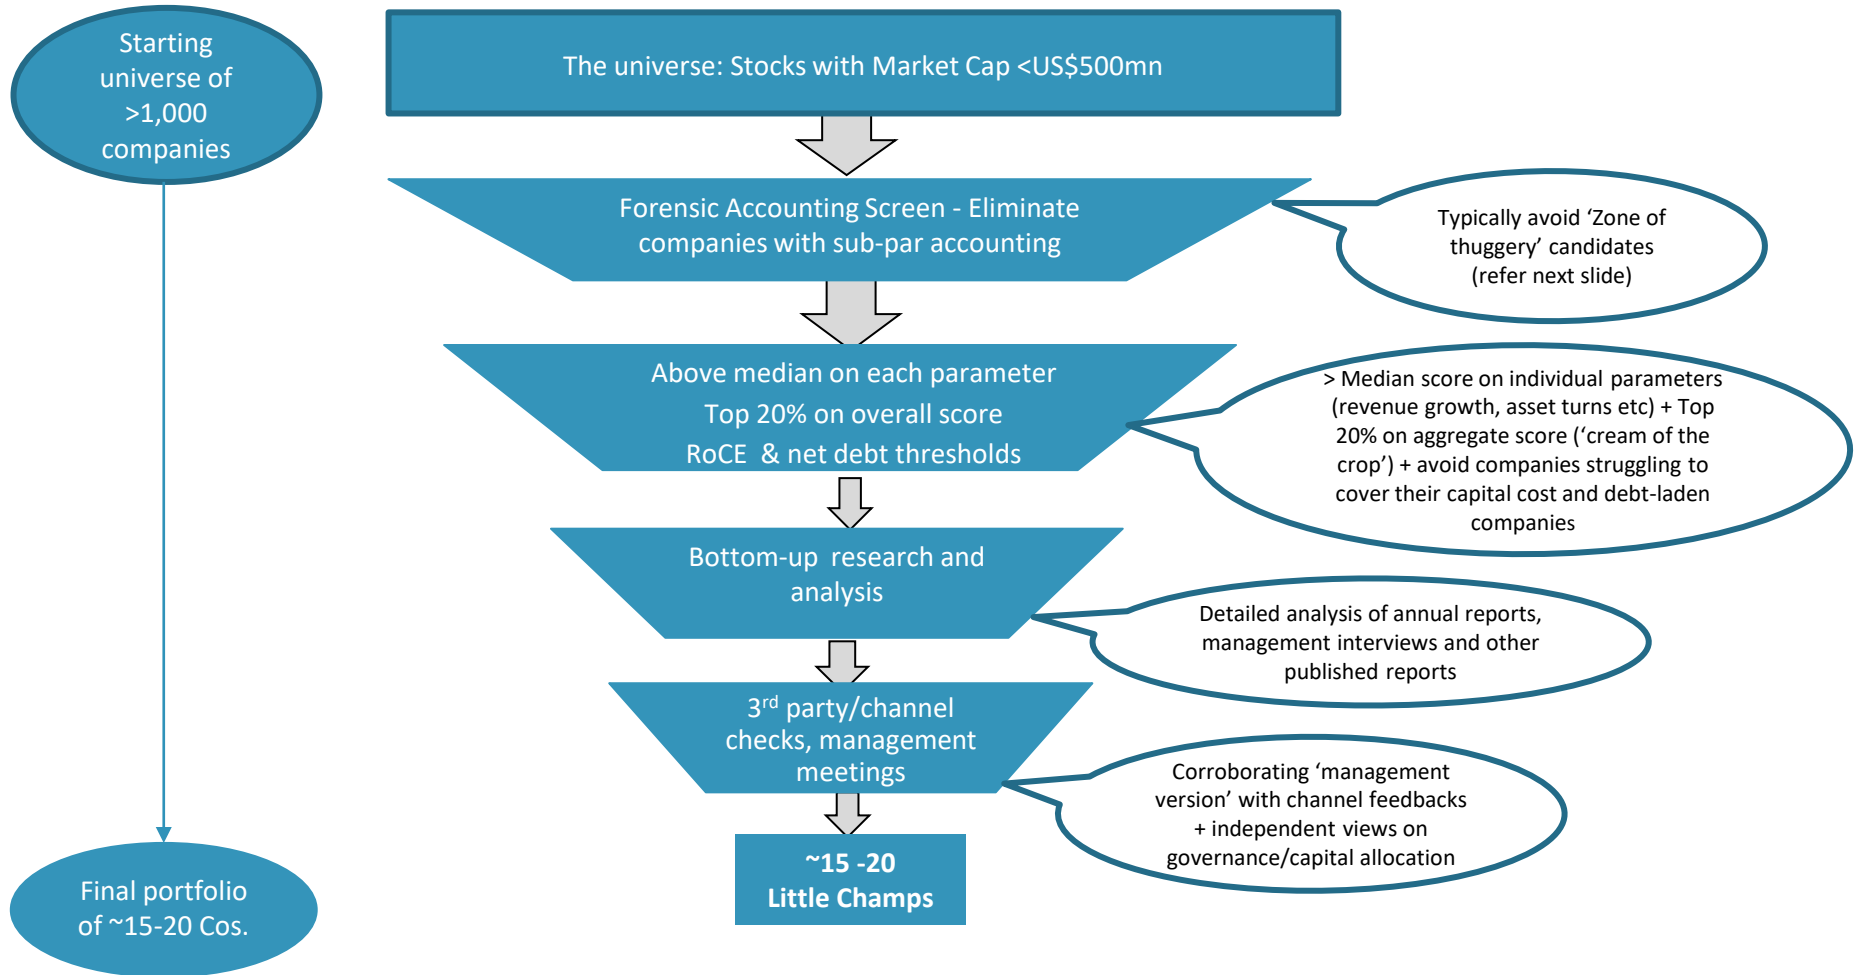 Starting
universe of
>1,000
companies
The universe: Stocks with Market Cap <US$500mn
Forensic Accounting Screen - Eliminate
companies with sub-par accounting
Typically avoid ‘Zone of
thuggery’ candidates
(refer next slide)
Above median on each parameter
Top 20% on overall score
RoCE & net debt thresholds
> Median score on individual parameters
(revenue growth, asset turns etc) + Top
20% on aggregate score (‘cream of the
crop’) + avoid companies struggling to
cover their capital cost and debt-laden
companies
Bottom-up research and
analysis
Detailed analysis of annual reports,
management interviews and other
published reports
3rd party/channel
checks, management
meetings
Corroborating ‘management
version’ with channel feedbacks
+ independent views on
governance/capital allocation
~15 -20
Little Champs
Final portfolio
of ~15-20 Cos.